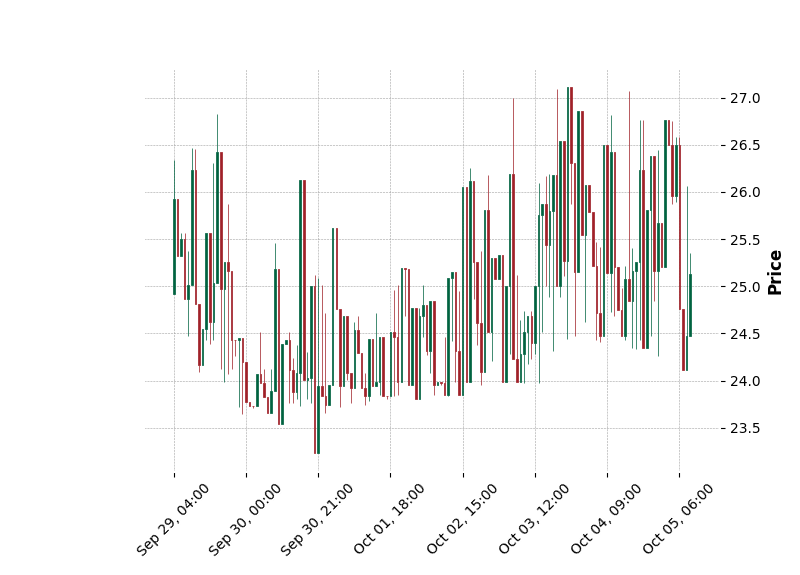 27.0
26.5
26.0
25.5
25.0
24.5
24.0
23.5
Price
Sep 29, 04:00
Sep 30, 00:00
Sep 30, 21:00
Oct 01, 18:00
Oct 02, 15:00
Oct 03, 12:00
Oct 04, 09:00
Oct 05, 06:00